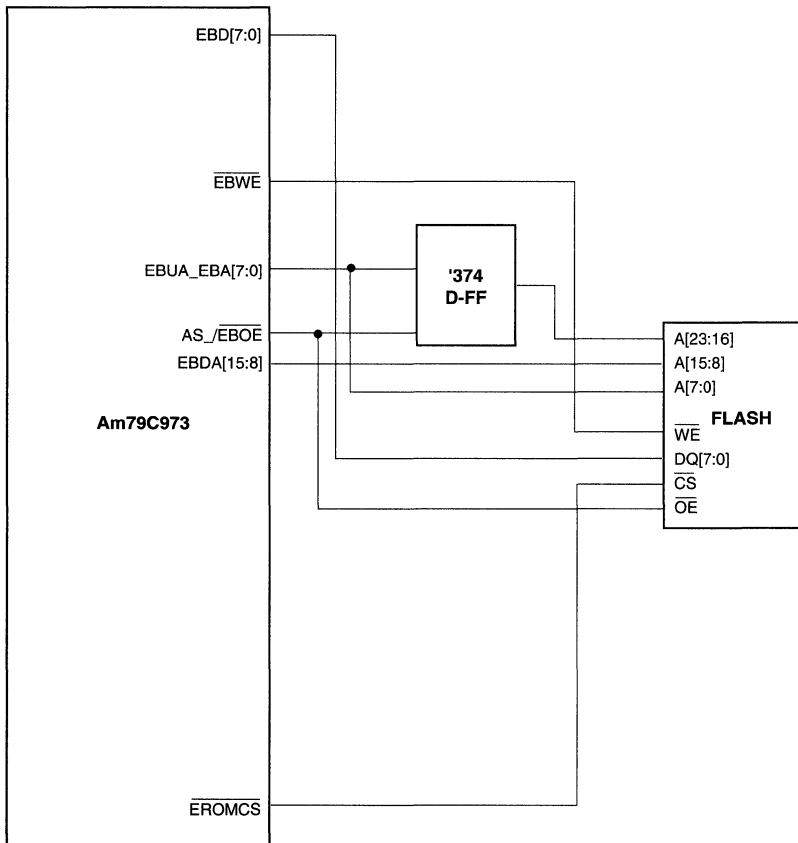 EBD[7:0]
EBWE
EBUA_EBA[7:0]
AS_/EBOE
EBDA[15:8]
Am79C973
EROMCS
'374
D-FF
A[23:16]
A[15:8]
A[7:0]
FLASH
WE
DQ[7:0]
CS
OE